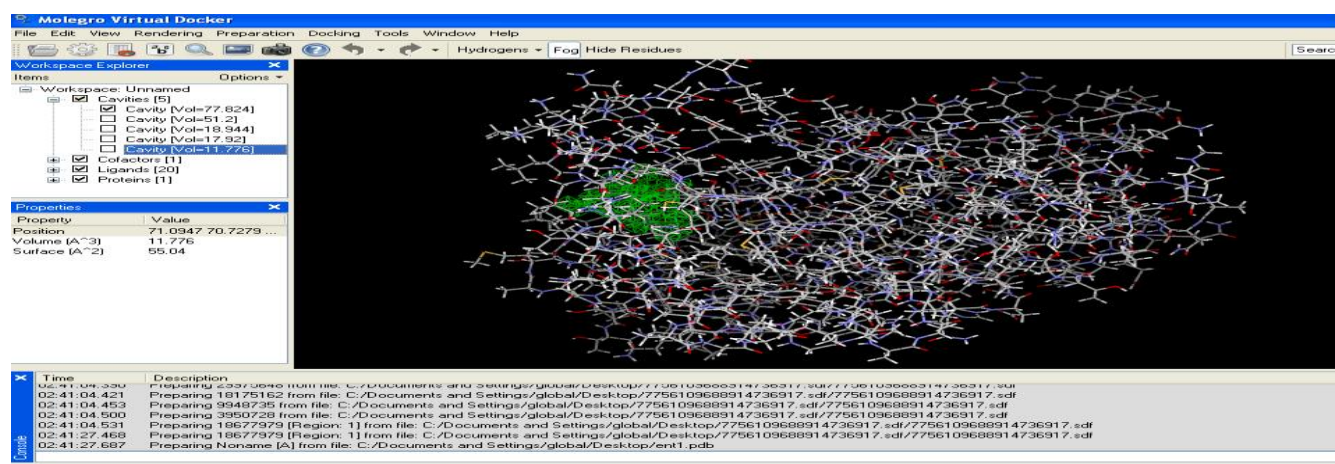 Molegro Virtual Docker
File Edit View Rendering Preparation Docking Tools Window Help
Hydrogens Fog Hide Residues Searc
Workspace Explorer
Items Options
Workspace: Unnamed
Cavities [5]
Cavity [Vol=77.824]
Cavity [Vol=51.2]
Cavity [Vol=18.944]
Cavity [Vol=17.92]
Cavity [Vol=11.776]
Cofactors [1]
Ligands [20]
Proteins [1]
Properties
Property Value
Position 71.0947 70.7279 ...
Volume (A^3) 11.776
Surface (A^2) 55.04
Time Description
02:41:04.421 Preparing 18175162 from file: C:/Documents and Settings/global/Desktop/7756109688914736917.sdf/7756109688914736917.sdf
02:41:04.453 Preparing 9948735 from file: C:/Documents and Settings/global/Desktop/7756109688914736917.sdf/7756109688914736917.sdf
02:41:04.500 Preparing 3950728 from file: C:/Documents and Settings/global/Desktop/7756109688914736917.sdf/7756109688914736917.sdf
02:41:04.531 Preparing 18677979 [Region: 1] from file: C:/Documents and Settings/global/Desktop/7756109688914736917.sdf/7756109688914736917.sdf
02:41:27.468 Preparing 18677979 [Region: 1] from file: C:/Documents and Settings/global/Desktop/7756109688914736917.sdf/7756109688914736917.sdf
02:41:27.687 Preparing Noname [A] from file: C:/Documents and Settings/global/Desktop/ent1.pdb
Console